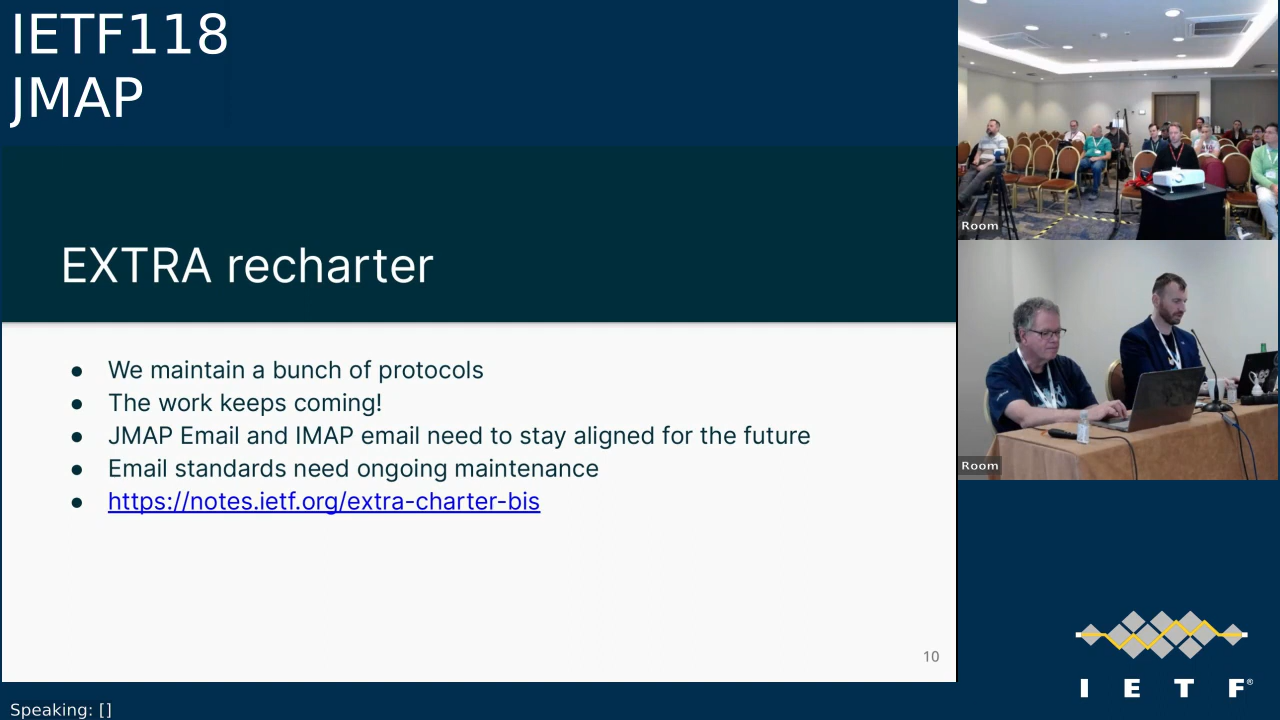 IETF118
JMAP
EXTRA recharter
● We maintain a bunch of protocols
● The work keeps coming!
● JMAP Email and IMAP email need to stay aligned for the future
● Email standards need ongoing maintenance
● https://notes.ietf.org/extra-charter-bis
10
Room
Room
I E T F®
Speaking: []